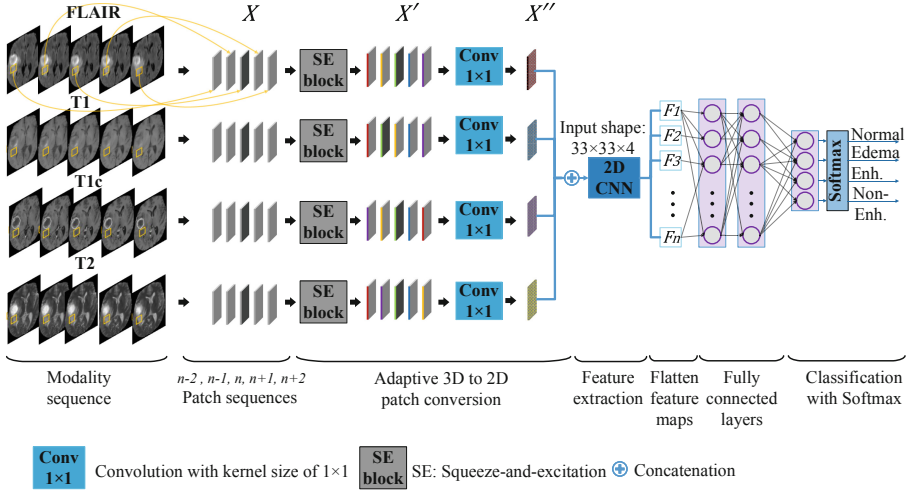 FLAIR
X
X′
X″
SE
block
Conv
1×1
T1
SE
block
Conv
1×1
Input shape:
33×33×4
2D
CNN
F1
F2
F3
Fn
Softmax
Normal
Edema
Enh.
Non-
Enh.
T1c
SE
block
Conv
1×1
T2
SE
block
Conv
1×1
Modality
sequence
n-2 , n-1, n, n+1, n+2
Patch sequences
Adaptive 3D to 2D
patch conversion
Feature
extraction
Flatten
feature
maps
Fully
connected
layers
Classification
with Softmax
Conv
1×1
Convolution with kernel size of 1×1
SE
block
SE: Squeeze-and-excitation
Concatenation